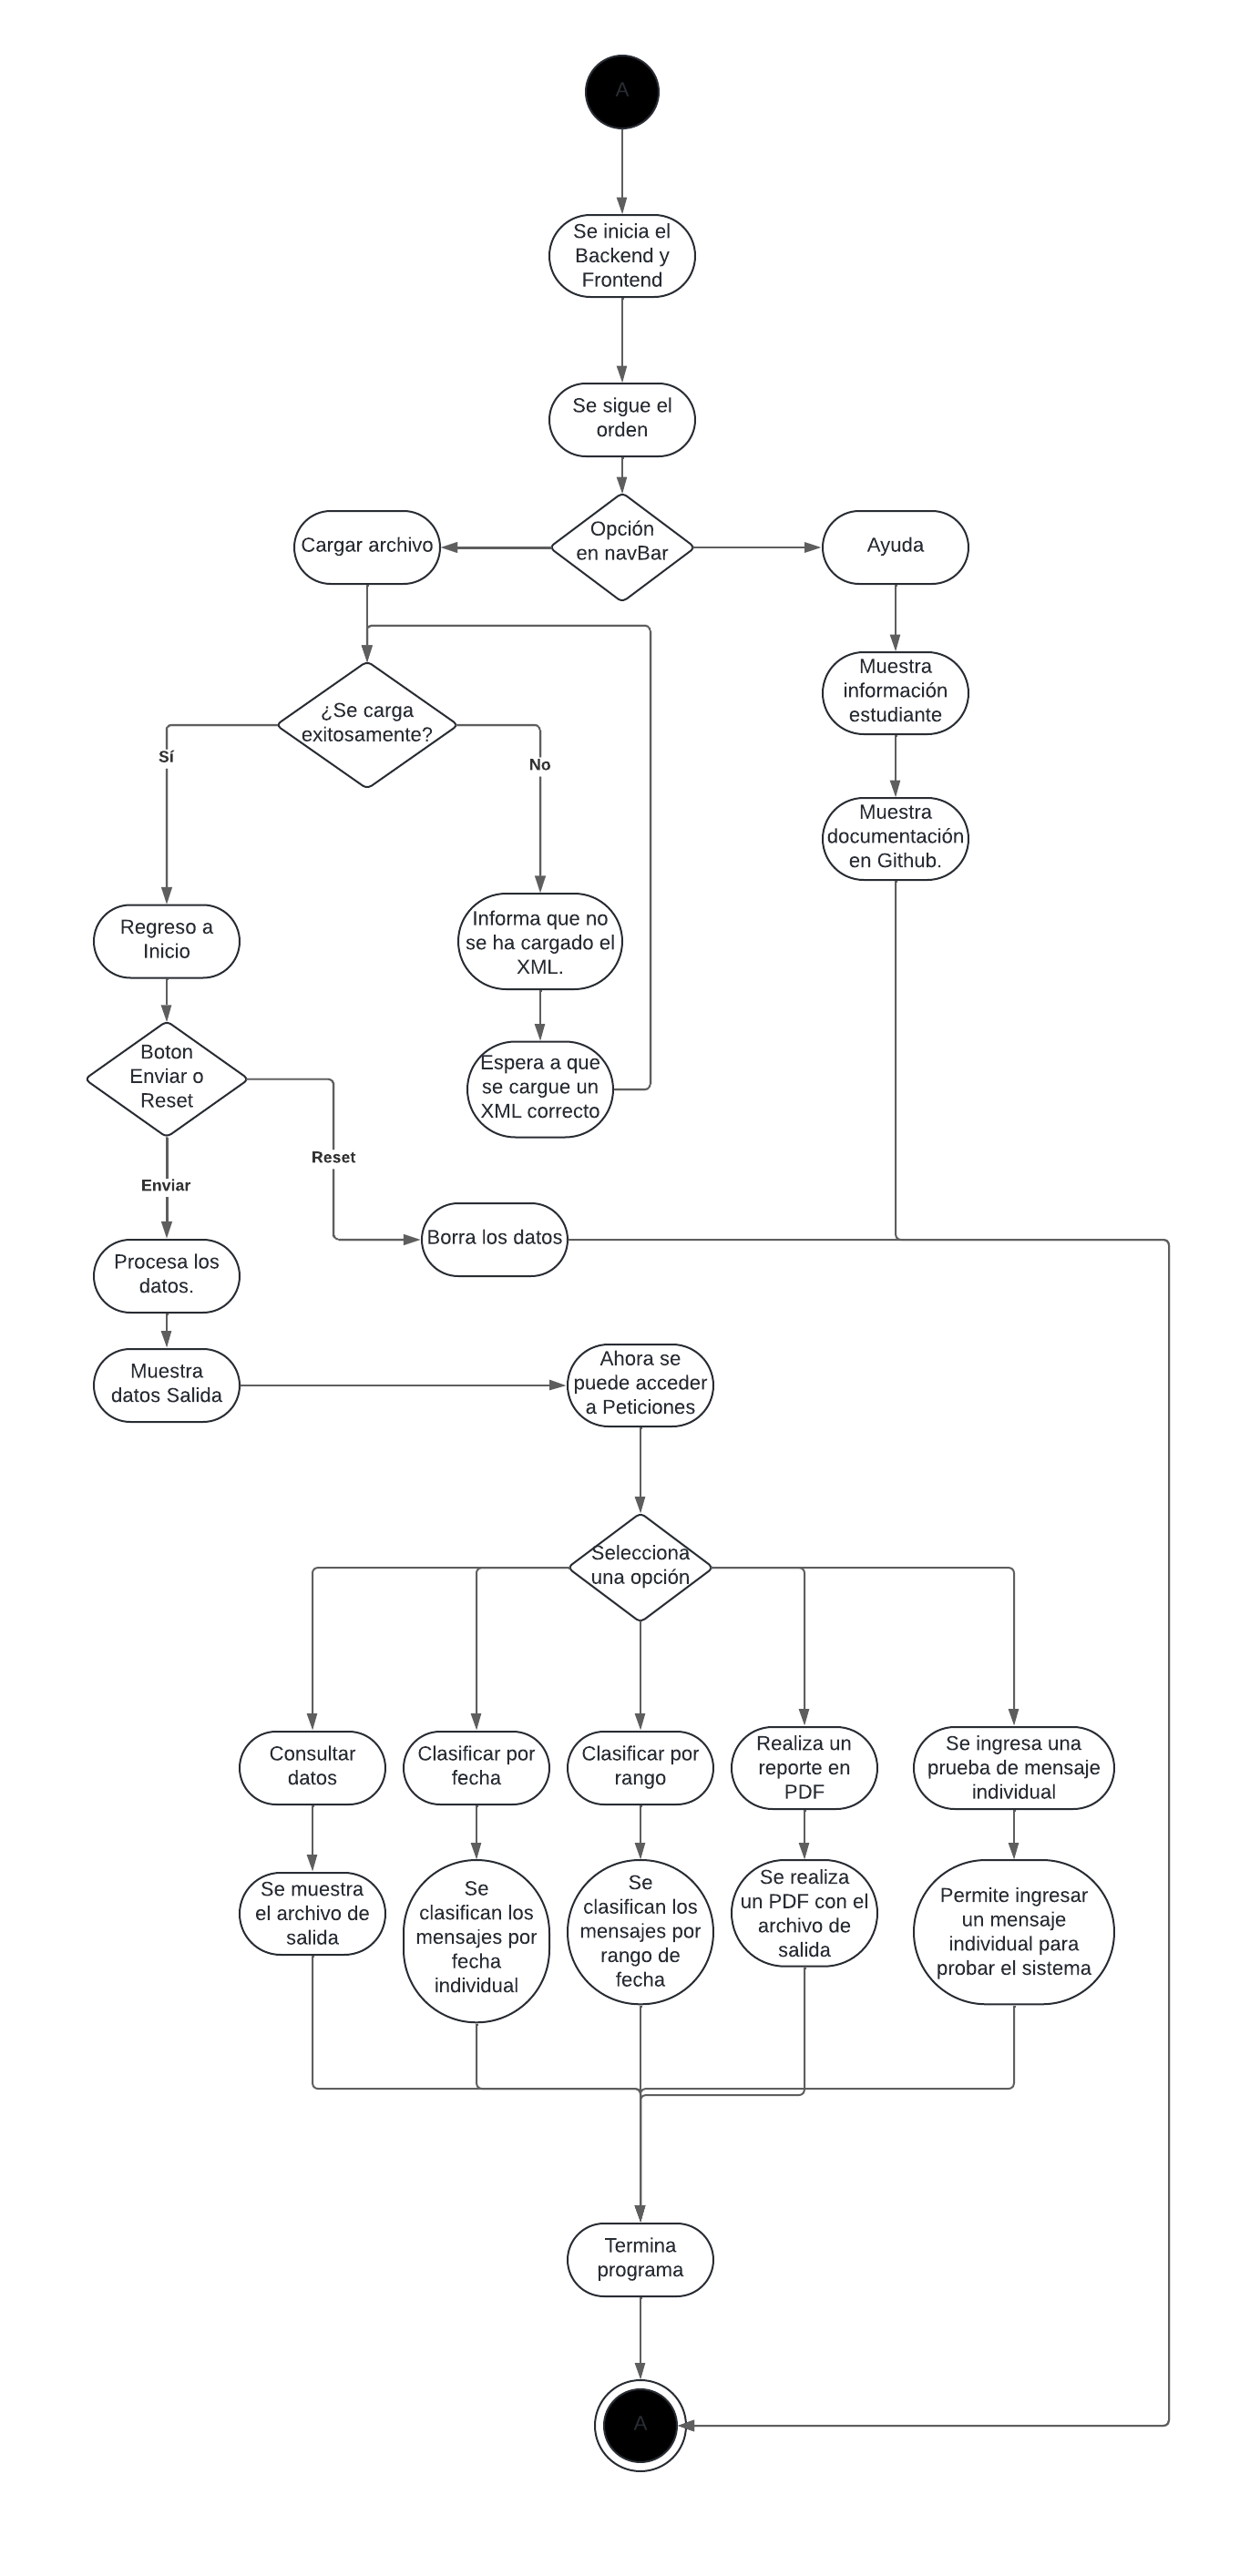 A
Se inicia el
Backend y
Frontend
Se sigue el
orden
Opción
en navBar
Cargar archivo
Ayuda
¿Se carga
exitosamente?
Muestra
información
estudiante
Sí
No
Muestra
documentación
en Github.
Regreso a
Inicio
Informa que no
se ha cargado el
XML.
Boton
Enviar o
Reset
Espera a que
se cargue un
XML correcto
Reset
Enviar
Borra los datos
Procesa los
datos.
Muestra
datos Salida
Ahora se
puede acceder
a Peticiones
Selecciona
una opción
Consultar
datos
Clasificar por
fecha
Clasificar por
rango
Realiza un
reporte en
PDF
Se ingresa una
prueba de mensaje
individual
Se muestra
el archivo de
salida
Se
clasifican los
mensajes por
fecha
individual
Se
clasifican los
mensajes por
rango de
fecha
Se realiza
un PDF con el
archivo de
salida
Permite ingresar
un mensaje
individual para
probar el sistema
Termina
programa
A